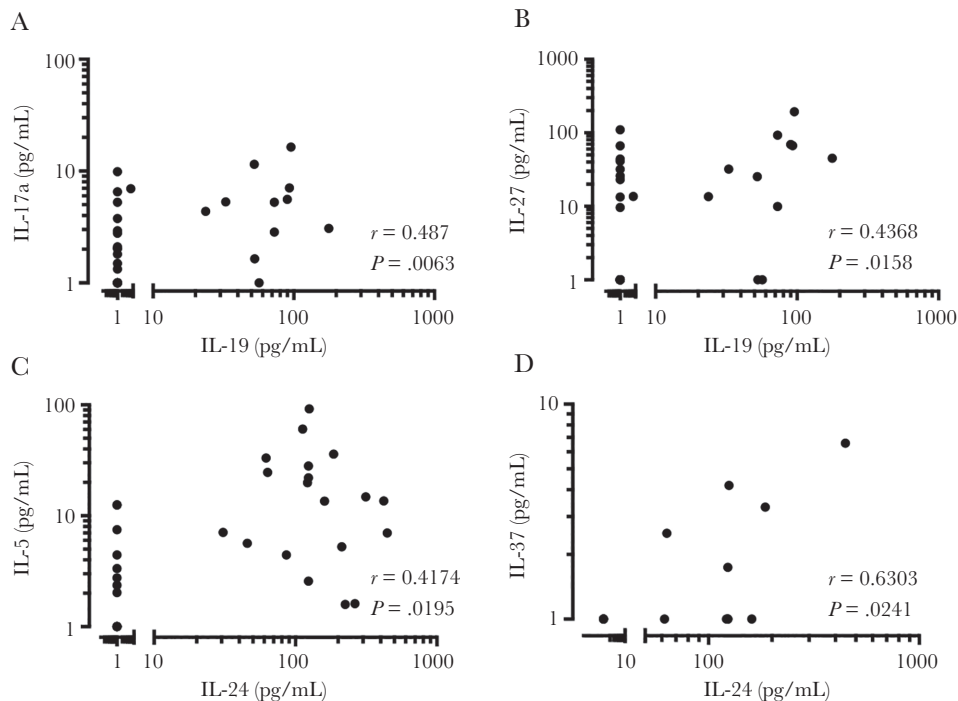 A
100
10
1
IL-17a (pg/mL)
r = 0.487
P = .0063
1 10 100 1000
IL-19 (pg/mL)
B
1000
100
10
1
IL-27 (pg/mL)
r = 0.4368
P = .0158
1 10 100 1000
IL-19 (pg/mL)
C
100
10
1
IL-5 (pg/mL)
r = 0.4174
P = .0195
1 10 100 1000
IL-24 (pg/mL)
D
10
1
IL-37 (pg/mL)
r = 0.6303
P = .0241
10 100 1000
IL-24 (pg/mL)